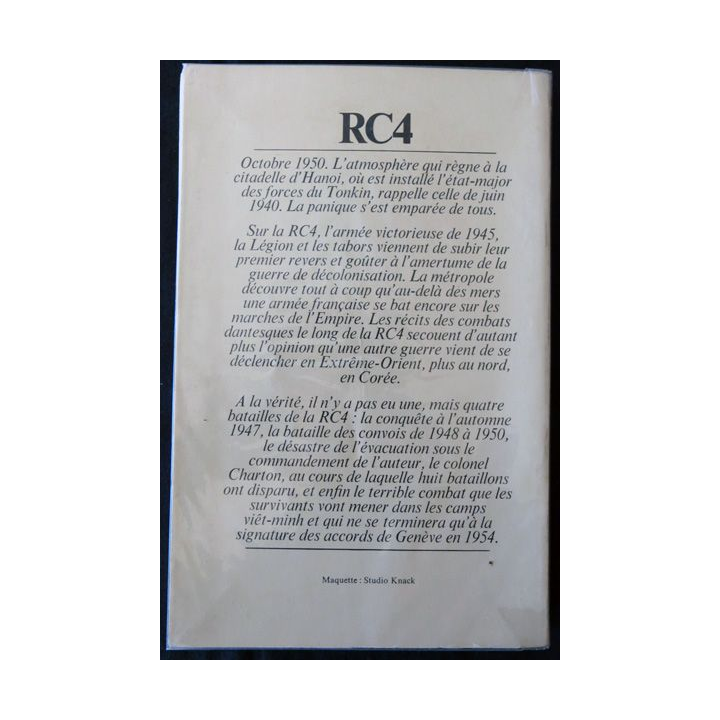 RC4
Octobre 1950. L'atmosphère qui règne à la
citadelle d'Hanoi, où est installé l'état-major
des forces du Tonkin, rappelle celle de juin
1940. La panique s'est emparée de tous.
Sur la RC4, l'armée victorieuse de 1945,
la Légion et les tabors viennent de subir leur
premier revers et goûter à l'amertume de la
guerre de décolonisation. La métropole
découvre tout à coup qu'au-delà des mers
une armée française se bat encore sur les
marches de l'Empire. Les récits des combats
dantesques le long de la RC4 secouent d'autant
plus l'opinion qu'une autre guerre vient de se
déclencher en Extrême-Orient, plus au nord,
en Corée.
A la vérité, il n'y a pas eu une, mais quatre
batailles de la RC4 : la conquête à l'automne
1947, la bataille des convois de 1948 à 1950,
le désastre de l'évacuation sous le
commandement de l'auteur, le colonel
Charton, au cours de laquelle huit bataillons
ont disparu, et enfin le terrible combat que les
survivants vont mener dans les camps
viêt-minh et qui ne se terminera qu'à la
signature des accords de Genève en 1954.
Maquette : Studio Knack